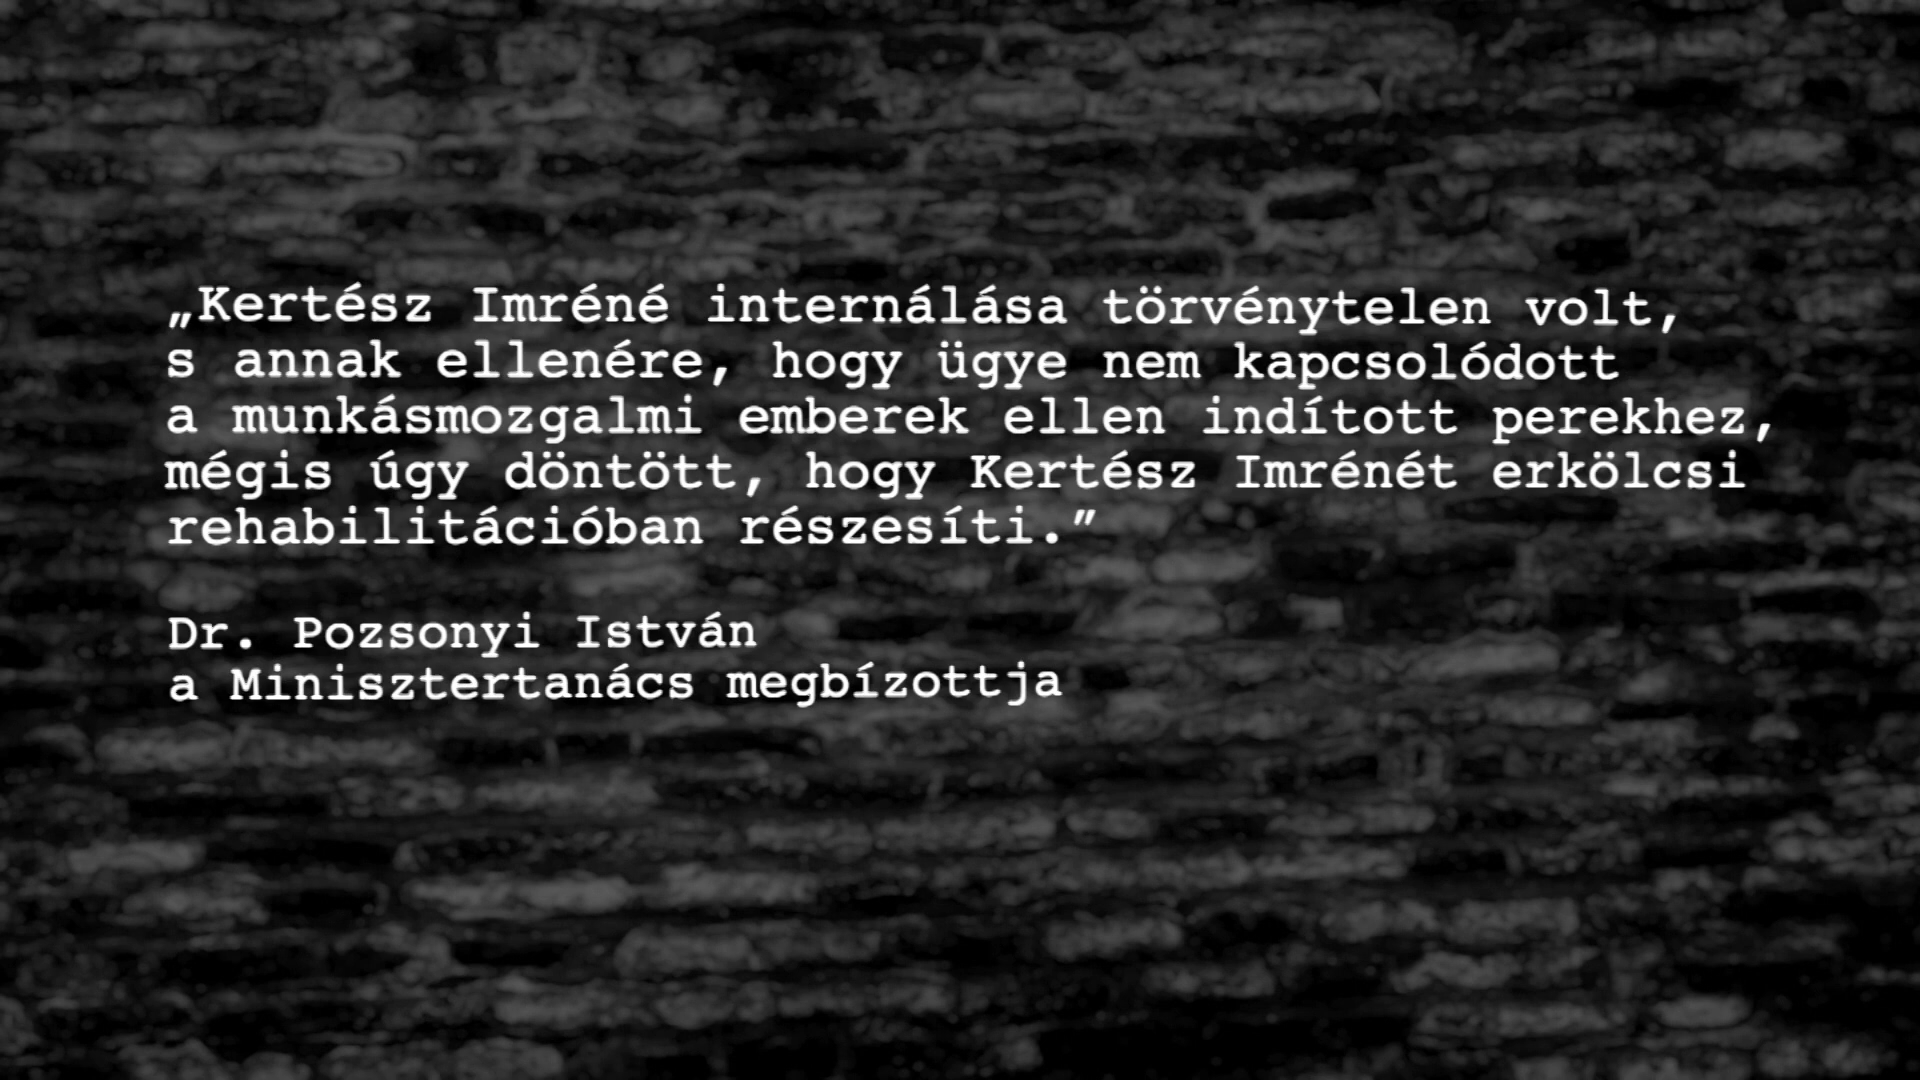 „Kertész Imréné internálása törvénytelen volt,
s annak ellenére, hogy ügye nem kapcsolódott
a munkásmozgalmi emberek ellen indított perekhez,
mégis úgy döntött, hogy Kertész Imrénét erkölcsi
rehabilitációban részesíti.”
Dr. Pozsonyi István
a Minisztertanács megbízottja